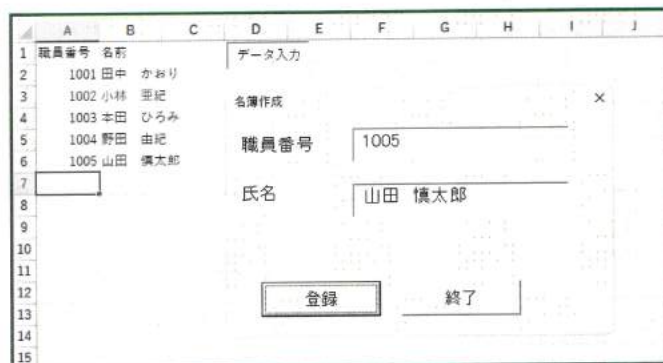 A B C D E F G H I J
1 職員番号 名前 データ入力
2 1001 田中 かおり
3 1002 小林 亜紀
4 1003 本田 ひろみ
5 1004 野田 由紀
6 1005 山田 慎太郎
7
8
9
10
11
12
13
14
15
名簿作成 ×
職員番号 1005
氏名 山田 慎太郎
登録 終了